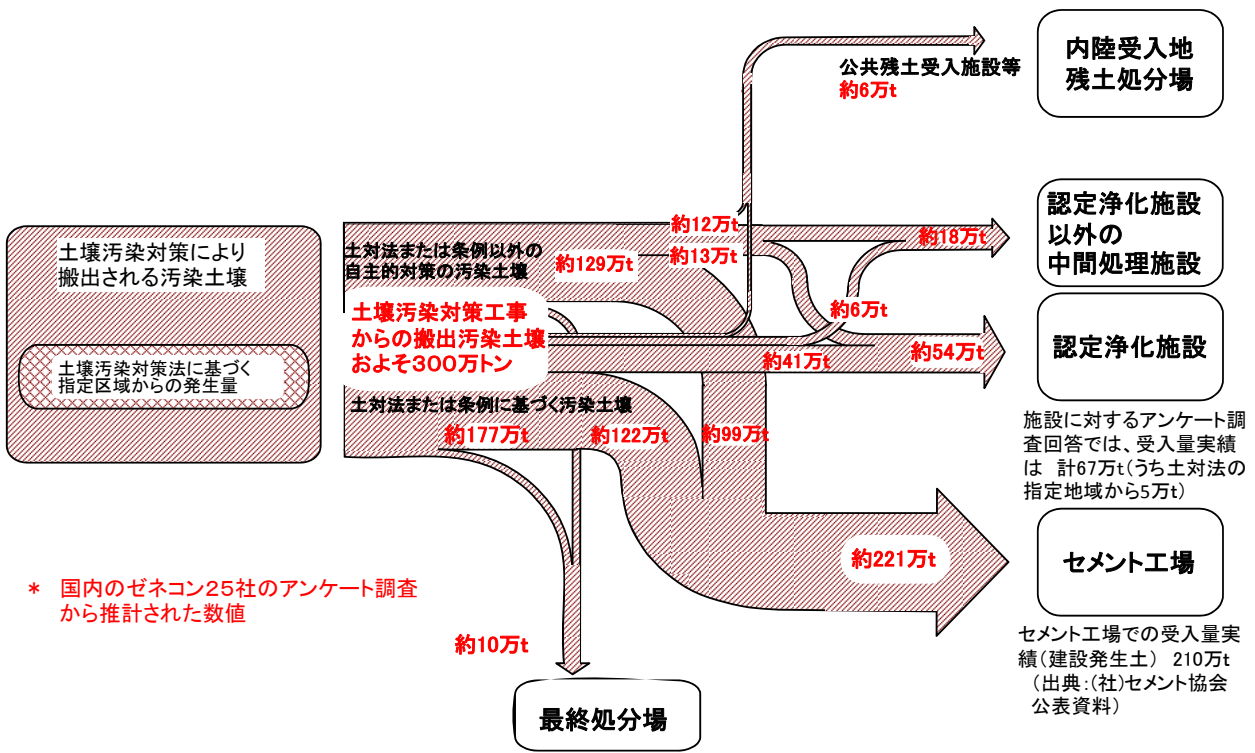 公共残土受入施設等
約6万t
内陸受入地
残土処分場
土壌汚染対策により
搬出される汚染土壌
土壌汚染対策法に基づく
指定区域からの発生量
土対法または条例以外の
自主的対策の汚染土壌
約129万t
約12万t
約13万t
約18万t
認定浄化施設
以外の
中間処理施設
土壌汚染対策工事
からの搬出汚染土壌
およそ300万トン
約6万t
約41万t
約54万t
認定浄化施設
施設に対するアンケート調
査回答では、受入量実績
は 計67万t(うち土対法の
指定地域から5万t)
土対法または条例に基づく汚染土壌
約177万t
約122万t
約99万t
約221万t
セメント工場
セメント工場での受入量実
績(建設発生土) 210万t
(出典:(社)セメント協会
公表資料)
* 国内のゼネコン25社のアンケート調査
から推計された数値
約10万t
最終処分場